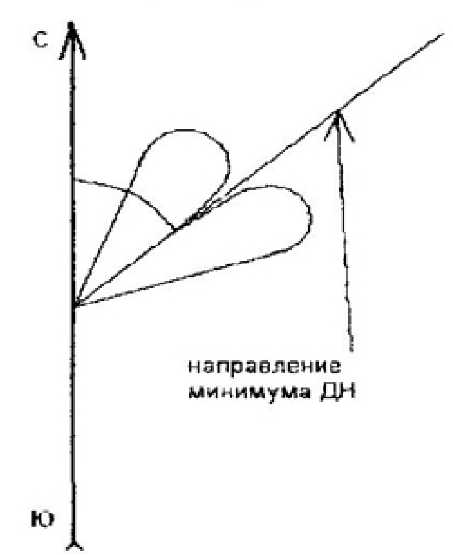 С
направление
минимума ДН
Ю